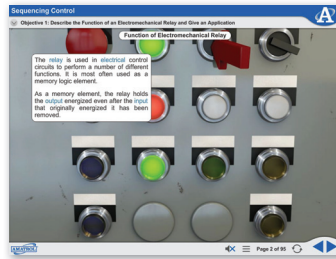 Sequencing Control
Objective 1: Describe the Function of an Electromechanical Relay and Give an Application
Function of Electromechanical Relay
The relay is used in electrical control
circuits to perform a number of different
functions. It is most often used as a
memory logic element.
As a memory element, the relay holds
the output energized even after the input
that originally energized it has been
removed.
AMATROL
Page 2 of 95